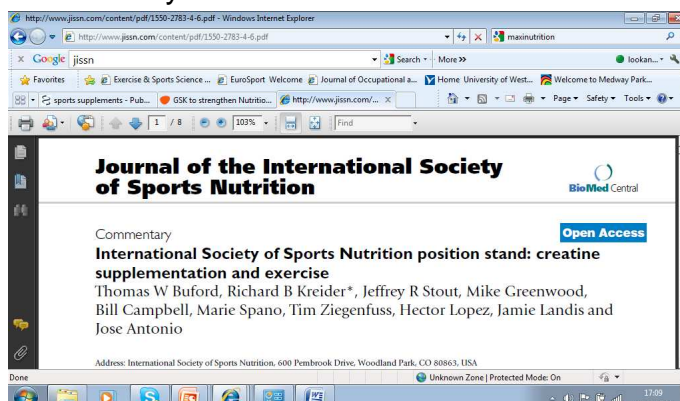 http://www.jissn.com/content/pdf/1550-2783-4-6.pdf - Windows Internet Explorer
http://www.jissn.com/content/pdf/1550-2783-4-6.pdf
maxinutrition
x Google jissn Search More >> lookan...
Favorites Exercise & Sports Science ... EuroSport Welcome Journal of Occupational a... Home University of West... Welcome to Medway Park...
sports supplements - Pub... GSK to strengthen Nutritio... http://www.jissn.com/... x Page Safety Tools
1 / 8 103% Find
Journal of the International Society
of Sports Nutrition
BioMed Central
Commentary
Open Access
International Society of Sports Nutrition position stand: creatine
supplementation and exercise
Thomas W Buford, Richard B Kreider*, Jeffrey R Stout, Mike Greenwood,
Bill Campbell, Marie Spano, Tim Ziegenfuss, Hector Lopez, Jamie Landis and
Jose Antonio
Address: International Society of Sports Nutrition, 600 Pembrook Drive, Woodland Park, CO 80863, USA
Done Unknown Zone | Protected Mode: On
17:09